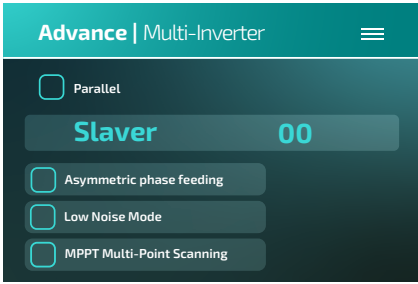 Advance | Multi-Inverter
Parallel
Slaver 00
Asymmetric phase feeding
Low Noise Mode
MPPT Multi-Point Scanning